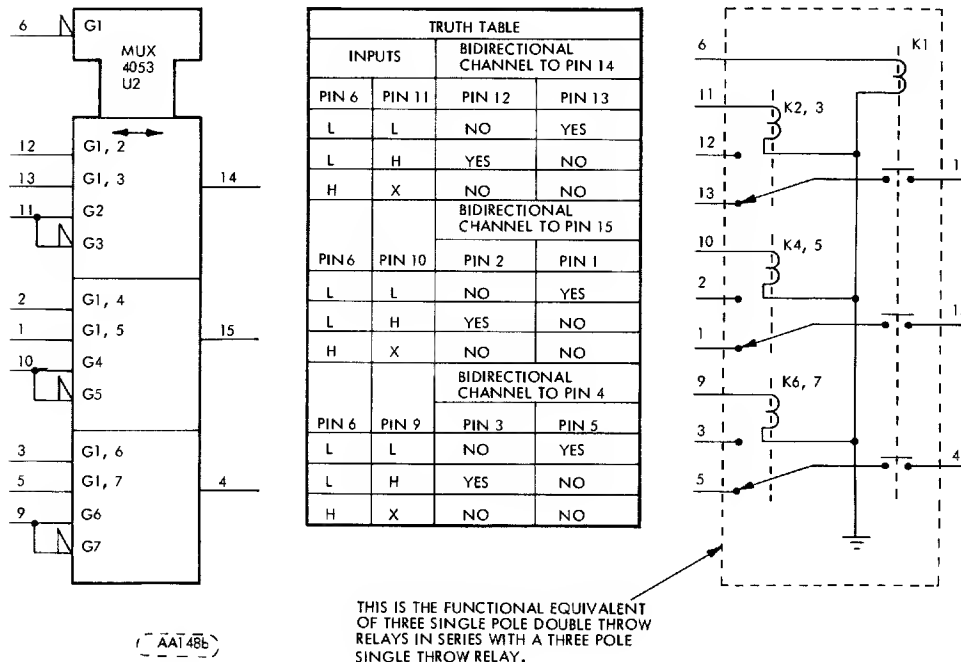 6 G1
MUX
4053
U2
12 G1, 2
13 G1, 3 14
11 G2
G3
2 G1, 4
1 G1, 5 15
10 G4
G5
3 G1, 6
5 G1, 7 4
9 G6
G7
(AA148b)
TRUTH TABLE
INPUTS BIDIRECTIONAL CHANNEL TO PIN 14
PIN 6 PIN 11 PIN 12 PIN 13
L L NO YES
L H YES NO
H X NO NO
BIDIRECTIONAL CHANNEL TO PIN 15
PIN 6 PIN 10 PIN 2 PIN 1
L L NO YES
L H YES NO
H X NO NO
BIDIRECTIONAL CHANNEL TO PIN 4
PIN 6 PIN 9 PIN 3 PIN 5
L L NO YES
L H YES NO
H X NO NO
6 K1
11 K2, 3
12
13
10 K4, 5
2
1
9 K6, 7
3
4
5
THIS IS THE FUNCTIONAL EQUIVALENT
OF THREE SINGLE POLE DOUBLE THROW
RELAYS IN SERIES WITH A THREE POLE
SINGLE THROW RELAY.